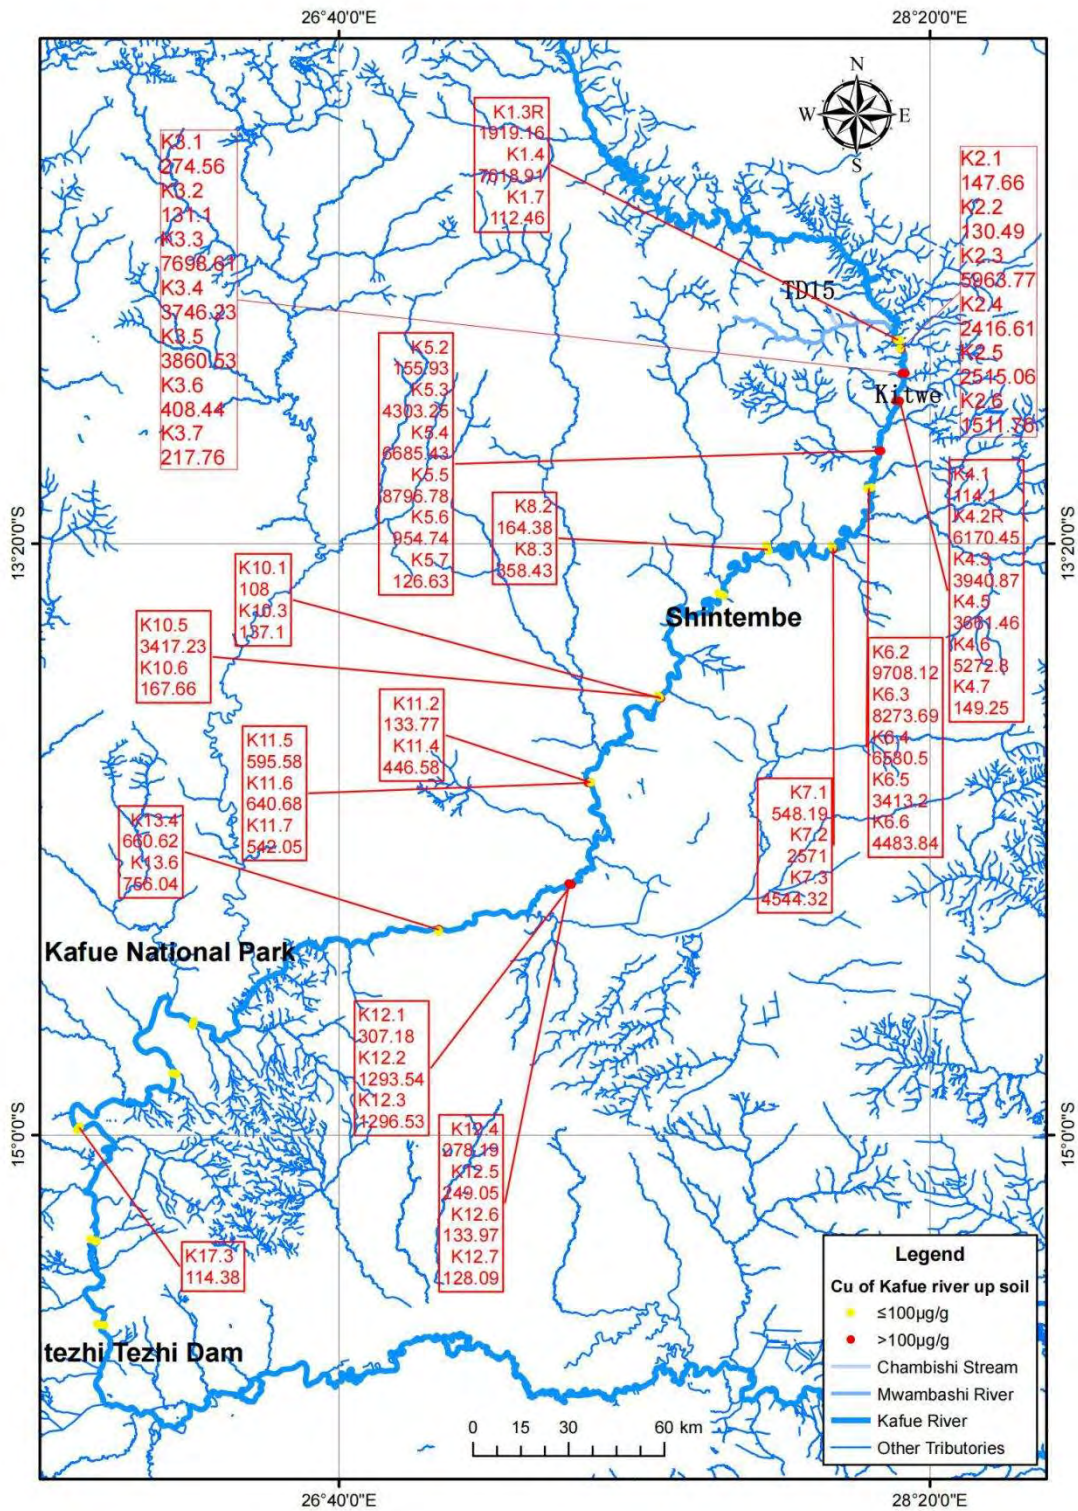 26°40'0"E
28°20'0"E
N
W
E
S
K1.3R
1919.16
K1.4
7618.91
K1.7
112.46
K3.1
274.56
K3.2
131.1
K3.3
7698.61
K3.4
3746.23
K3.5
3860.53
K3.6
408.44
K3.7
217.76
K2.1
147.66
K2.2
130.49
K2.3
5963.77
K2.4
2416.61
K2.5
2515.06
K2.6
1511.76
TD15
Kitwe
K5.2
155.93
K5.3
4303.25
K5.4
6685.43
K5.5
8796.78
K5.6
954.74
K5.7
126.63
K4.1
114.1
K4.2R
6170.45
K4.3
3940.87
K4.5
3661.46
K4.6
5272.8
K4.7
149.25
K8.2
164.38
K8.3
358.43
13°20'0"S
13°20'0"S
K10.1
108
K10.3
137.1
Shintembe
K10.5
3417.23
K10.6
167.66
K6.2
9708.12
K6.3
8273.69
K6.4
6580.5
K6.5
3413.2
K6.6
4483.84
K11.2
133.77
K11.4
446.58
K11.5
595.58
K11.6
640.68
K11.7
542.05
K7.1
548.19
K7.2
2571
K7.3
4544.32
K13.4
660.62
K13.6
766.04
Kafue National Park
K12.1
307.18
K12.2
1293.54
K12.3
1296.53
K12.4
278.19
K12.5
249.05
K12.6
133.97
K12.7
128.09
15°0'0"S
15°0'0"S
K17.3
114.38
tezhi Tezhi Dam
Legend
Cu of Kafue river up soil
≤100µg/g
>100µg/g
Chambishi Stream
Mwambashi River
Kafue River
Other Tributories
0 15 30 60 km
26°40'0"E
28°20'0"E